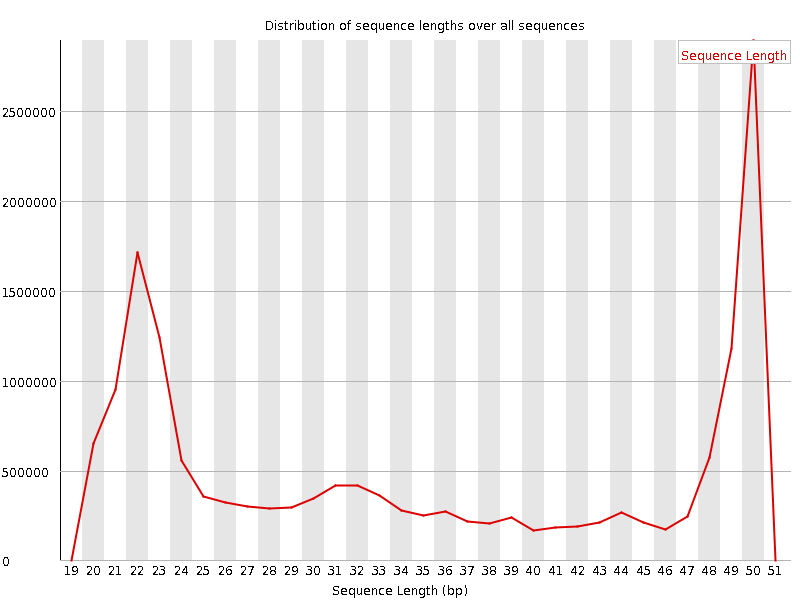 Distribution of sequence lengths over all sequences
Sequence Length
2500000
2000000
1500000
1000000
500000
0
19 20 21 22 23 24 25 26 27 28 29 30 31 32 33 34 35 36 37 38 39 40 41 42 43 44 45 46 47 48 49 50 51
Sequence Length (bp)